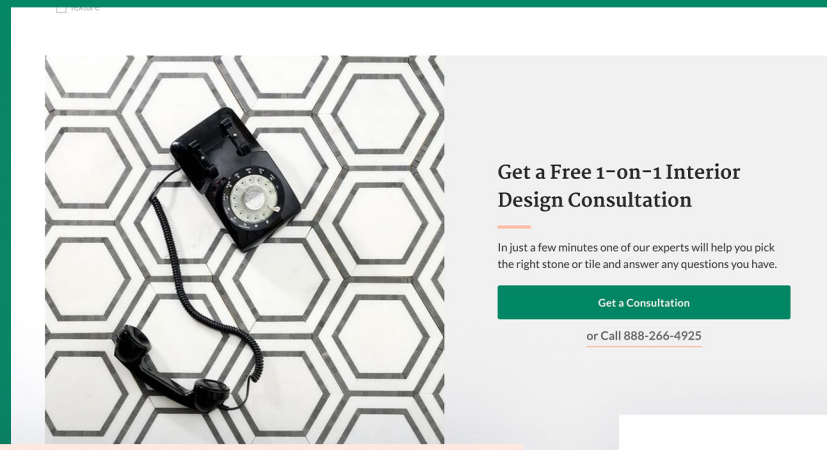 Texture
Get a Free 1-on-1 Interior
Design Consultation
In just a few minutes one of our experts will help you pick
the right stone or tile and answer any questions you have.
Get a Consultation
or Call 888-266-4925